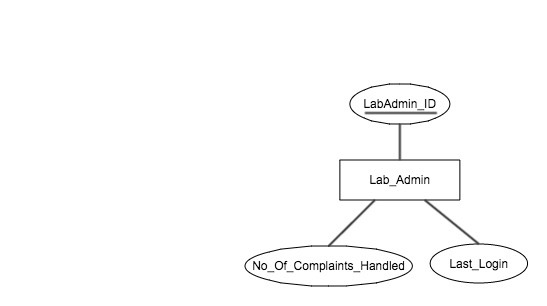 LabAdmin_ID
Lab_Admin
No_Of_Complaints_Handled
Last_Login